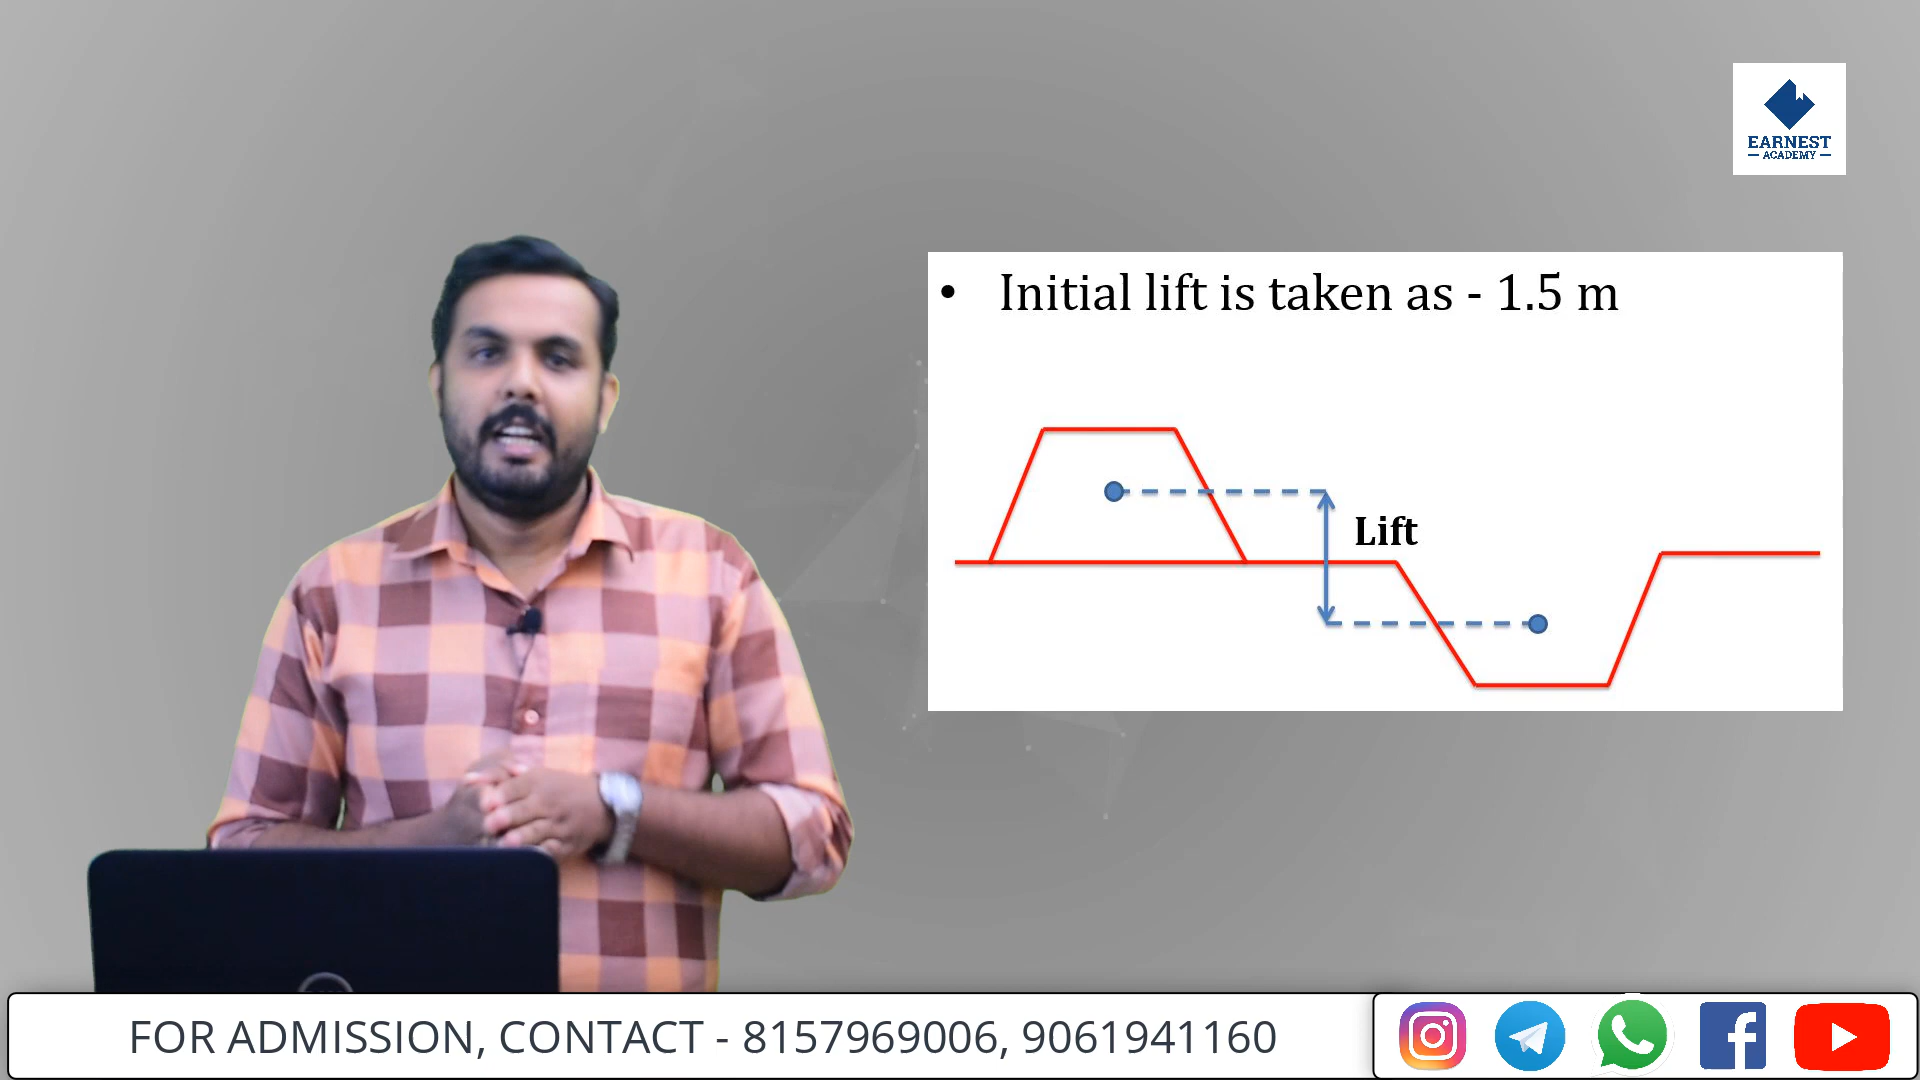 EARNEST
ACADEMY
• Initial lift is taken as - 1.5 m
Lift
FOR ADMISSION, CONTACT - 8157969006, 9061941160